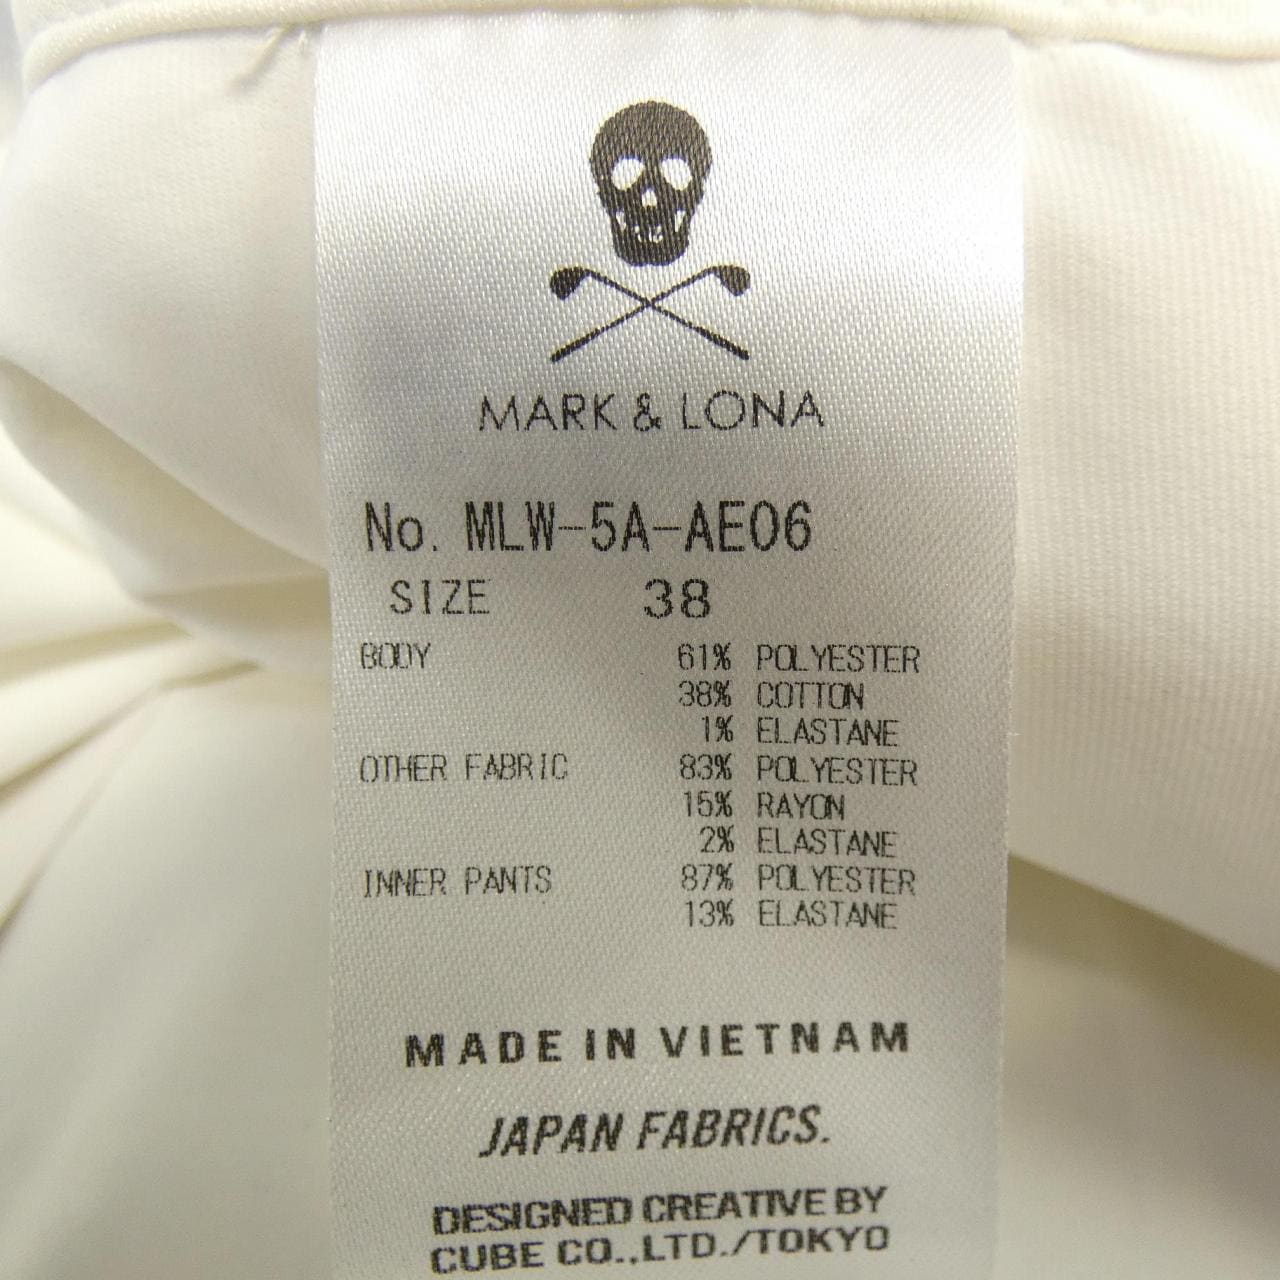 MARK & LONA
No. MLW-5A-AE06
SIZE 38
BODY 61% POLYESTER
38% COTTON
1% ELASTANE
OTHER FABRIC 83% POLYESTER
15% RAYON
2% ELASTANE
INNER PANTS 87% POLYESTER
13% ELASTANE
MADE IN VIETNAM
JAPAN FABRICS.
DESIGNED CREATIVE BY
CUBE CO.,LTD./TOKYO